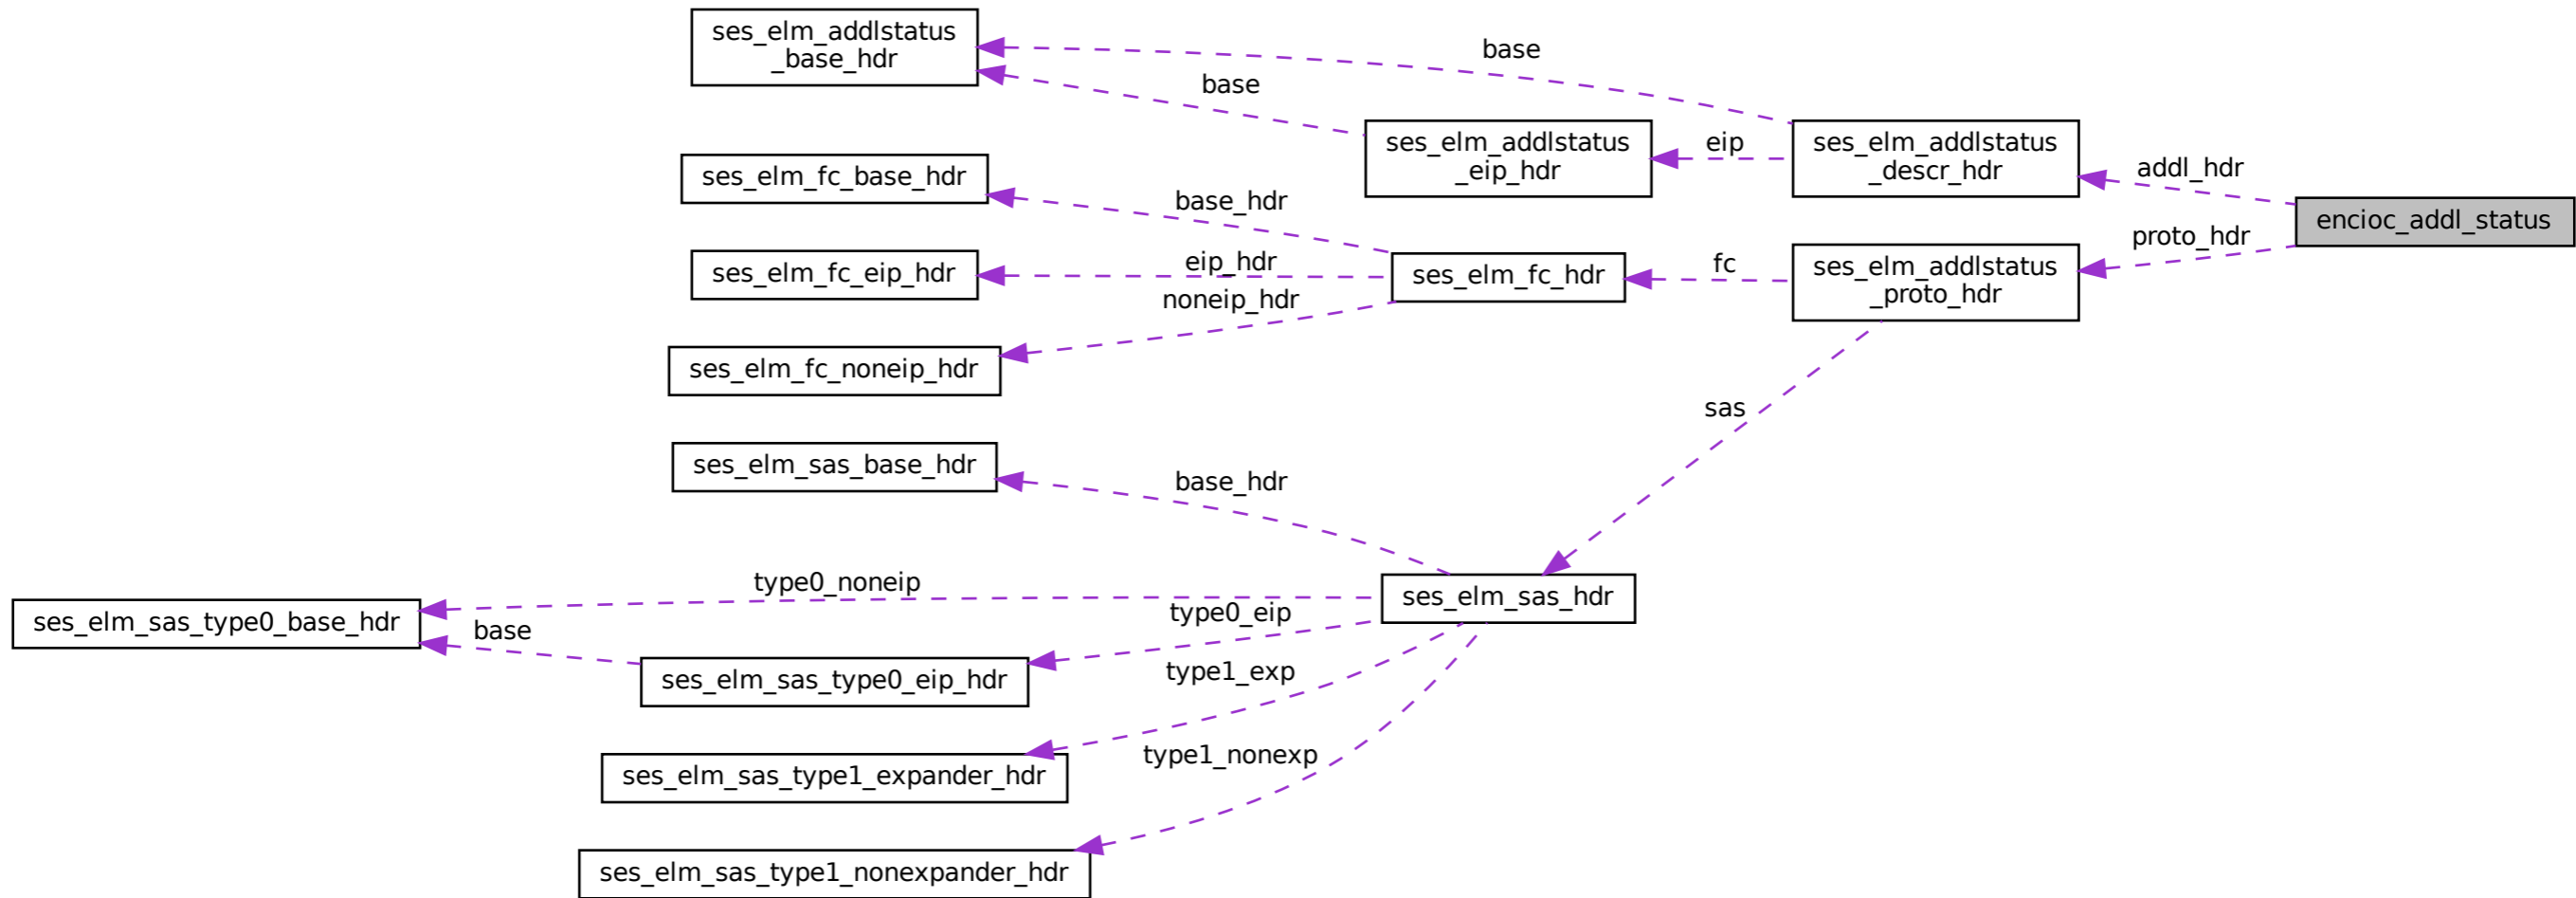 ses_elm_addlstatus
_base_hdr
base
base
ses_elm_addlstatus
_eip_hdr
eip
ses_elm_addlstatus
_descr_hdr
addl_hdr
encioc_addl_status
proto_hdr
ses_elm_addlstatus
_proto_hdr
fc
ses_elm_fc_hdr
ses_elm_fc_base_hdr
base_hdr
ses_elm_fc_eip_hdr
eip_hdr
noneip_hdr
ses_elm_fc_noneip_hdr
sas
ses_elm_sas_base_hdr
base_hdr
ses_elm_sas_hdr
type0_noneip
ses_elm_sas_type0_base_hdr
base
type0_eip
ses_elm_sas_type0_eip_hdr
type1_exp
ses_elm_sas_type1_expander_hdr
type1_nonexp
ses_elm_sas_type1_nonexpander_hdr